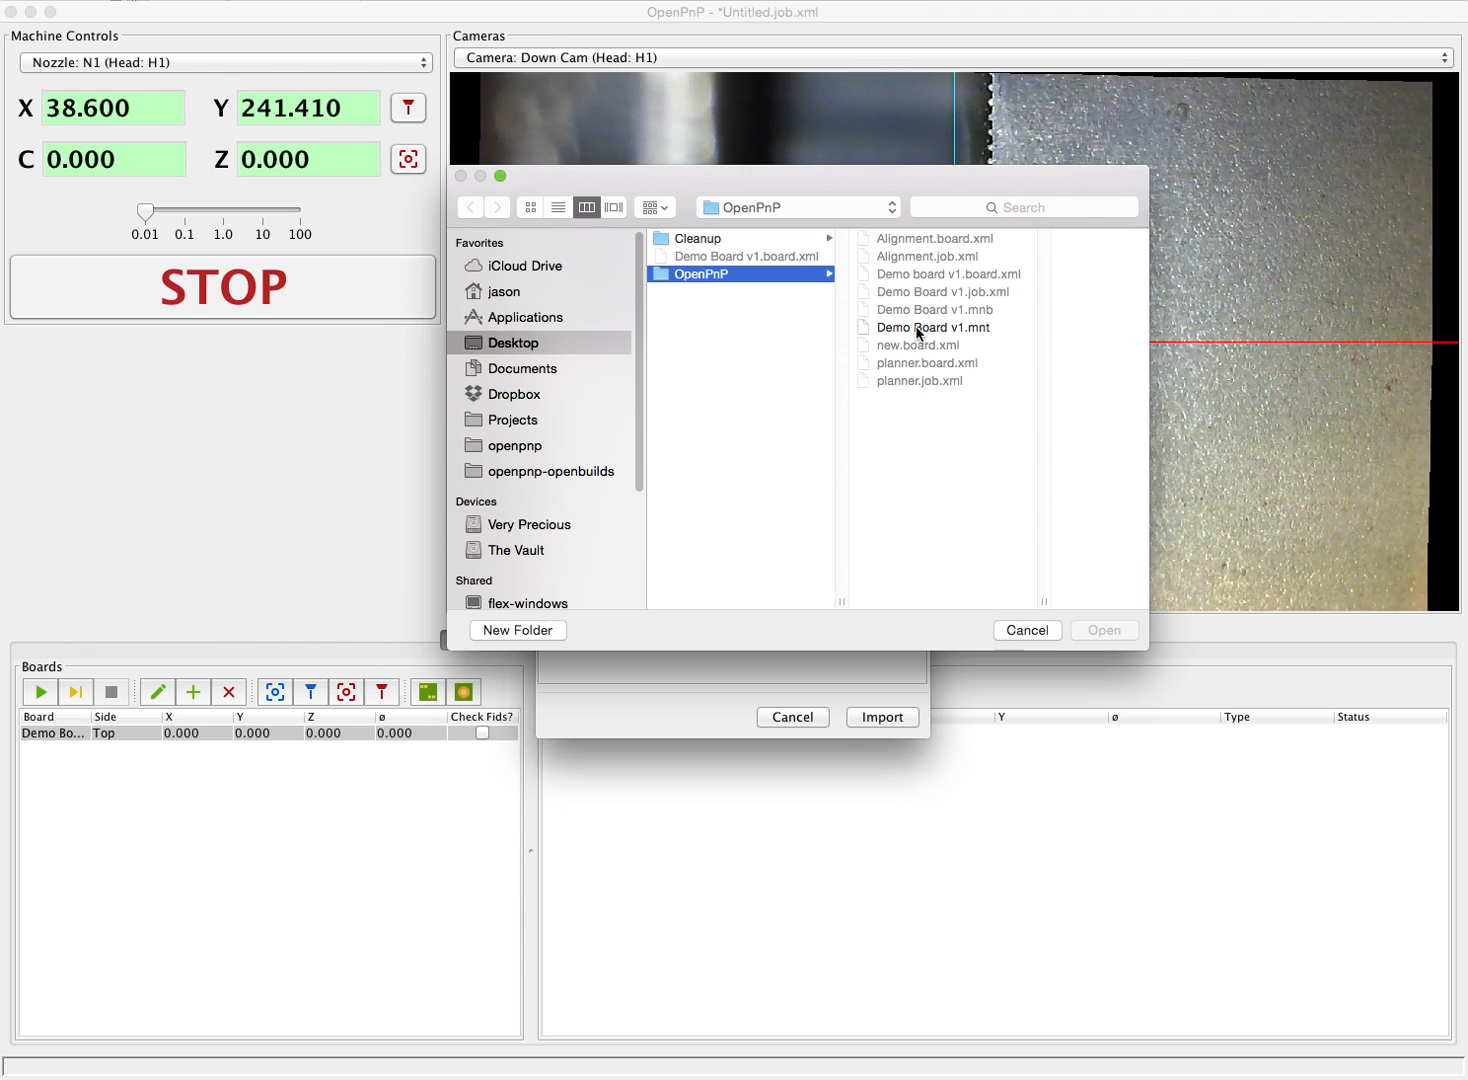 OpenPnP - *Untitled.job.xml
Machine Controls
Nozzle: N1 (Head: H1)
X 38.600 Y 241.410
C 0.000 Z 0.000
0.01 0.1 1.0 10 100
STOP
Cameras
Camera: Down Cam (Head: H1)
OpenPnP
Search
Favorites
iCloud Drive
jason
Applications
Desktop
Documents
Dropbox
Projects
openpnp
openpnp-openbuilds
Devices
Very Precious
The Vault
Shared
flex-windows
Cleanup
Demo Board v1.board.xml
OpenPnP
Alignment.board.xml
Alignment.job.xml
Demo board v1.board.xml
Demo Board v1.job.xml
Demo Board v1.mnb
Demo Board v1.mnt
new.board.xml
planner.board.xml
planner.job.xml
New Folder Cancel Open
Cancel Import
Boards
Board Side X Y Z ø Check Fids?
Demo Bo... Top 0.000 0.000 0.000 0.000
Y ø Type Status